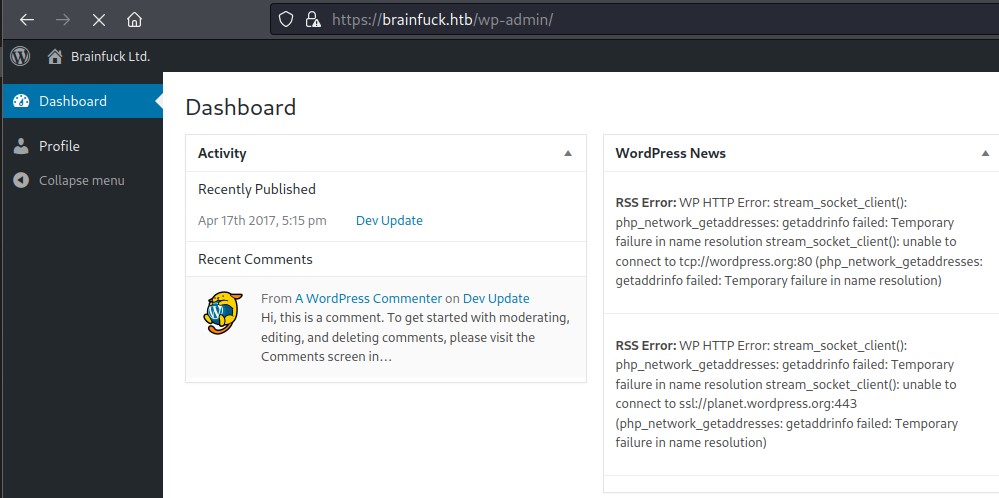 https://brainfuck.htb/wp-admin/
Brainfuck Ltd.
Dashboard
Profile
Collapse menu
Dashboard
Activity
Recently Published
Apr 17th 2017, 5:15 pm Dev Update
Recent Comments
From A WordPress Commenter on Dev Update
Hi, this is a comment. To get started with moderating,
editing, and deleting comments, please visit the
Comments screen in…
WordPress News
RSS Error: WP HTTP Error: stream_socket_client():
php_network_getaddresses: getaddrinfo failed: Temporary
failure in name resolution stream_socket_client(): unable to
connect to tcp://wordpress.org:80 (php_network_getaddresses:
getaddrinfo failed: Temporary failure in name resolution)
RSS Error: WP HTTP Error: stream_socket_client():
php_network_getaddresses: getaddrinfo failed: Temporary
failure in name resolution stream_socket_client(): unable to
connect to ssl://planet.wordpress.org:443
(php_network_getaddresses: getaddrinfo failed: Temporary
failure in name resolution)